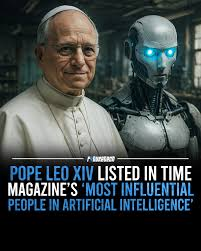 POPE LEO XIV LISTED IN TIME
MAGAZINE'S 'MOST INFLUENTIAL
PEOPLE IN ARTIFICIAL INTELLIGENCE'